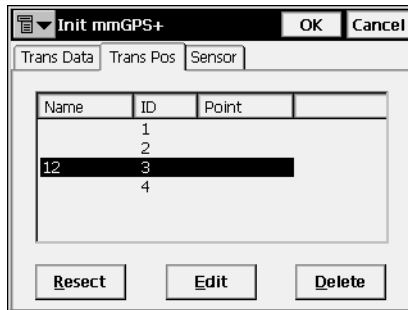 Init mmGPS+ OK Cancel
Trans Data Trans Pos Sensor
Name ID Point
1
2
12 3
4
Resect Edit Delete